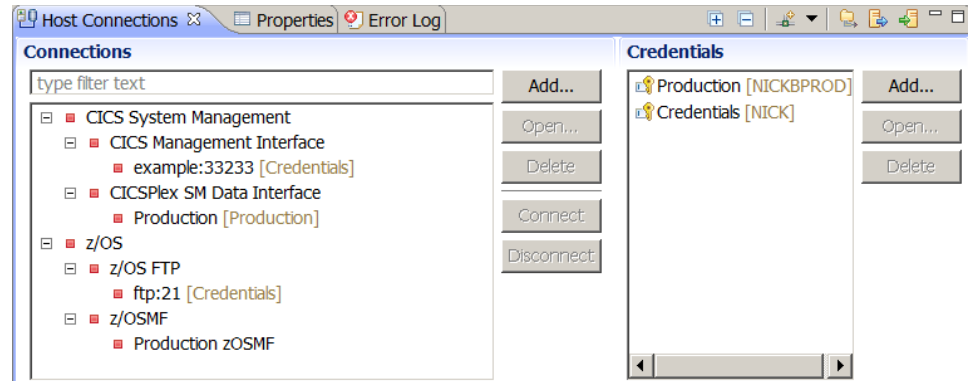 Host Connections Properties Error Log
Connections
type filter text
Add...
Open...
Delete
Connect
Disconnect
CICS System Management
CICS Management Interface
example:33233 [Credentials]
CICSPlex SM Data Interface
Production [Production]
z/OS
z/OS FTP
ftp:21 [Credentials]
z/OSMF
Production zOSMF
Credentials
Production [NICKBPROD]
Credentials [NICK]
Add...
Open...
Delete